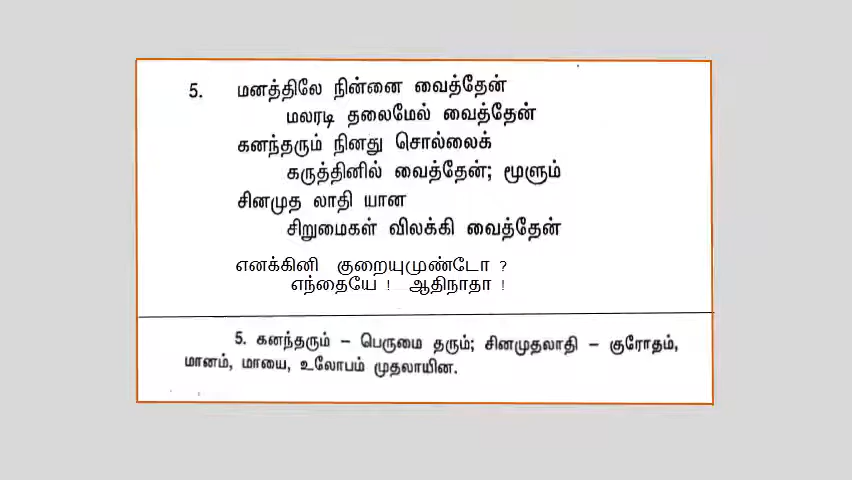 5. மனத்திலே நின்னை வைத்தேன்
மலரடி தலைமேல் வைத்தேன்
கனந்தரும் நினது சொல்லைக்
கருத்தினில் வைத்தேன்; மூளும்
சினமுத லாதி யான
சிறுமைகள் விலக்கி வைத்தேன்
எனக்கினி குறையுமுண்டோ ?
எந்தையே ! ஆதிநாதா !
5. கனந்தரும் – பெருமை தரும்; சினமுதலாதி – குரோதம்,
மானம், மாயை, உலோபம் முதலாயின.